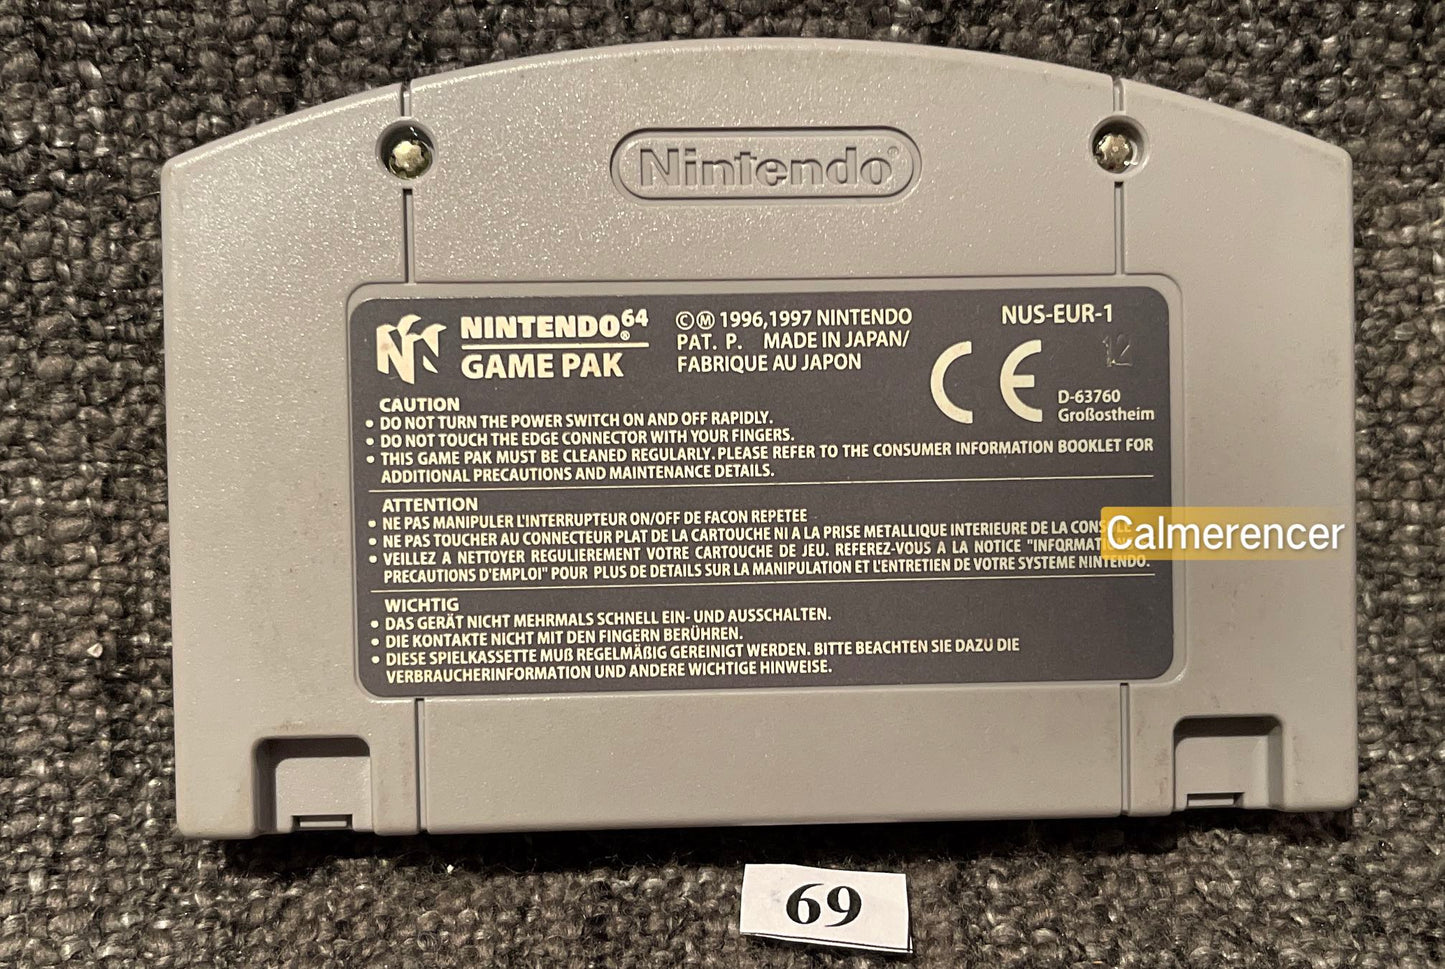 Nintendo®
NINTENDO⁶⁴®
GAME PAK
©Ⓜ 1996,1997 NINTENDO
PAT. P. MADE IN JAPAN/
FABRIQUE AU JAPON
NUS-EUR-1
12
CE
D-63760
Großostheim
CAUTION
• DO NOT TURN THE POWER SWITCH ON AND OFF RAPIDLY.
• DO NOT TOUCH THE EDGE CONNECTOR WITH YOUR FINGERS.
• THIS GAME PAK MUST BE CLEANED REGULARLY. PLEASE REFER TO THE CONSUMER INFORMATION BOOKLET FOR
ADDITIONAL PRECAUTIONS AND MAINTENANCE DETAILS.
ATTENTION
• NE PAS MANIPULER L'INTERRUPTEUR ON/OFF DE FACON REPETEE
• NE PAS TOUCHER AU CONNECTEUR PLAT DE LA CARTOUCHE NI A LA PRISE METALLIQUE INTERIEURE DE LA
• VEILLEZ A NETTOYER REGULIEREMENT VOTRE CARTOUCHE DE JEU. REFEREZ-VOUS A LA NOTICE
PRECAUTIONS D'EMPLOI" POUR PLUS DE DETAILS SUR LA MANIPULATION ET L'ENTRETIEN DE VOTRE SYSTEME NINTENDO.
Calmerencer
WICHTIG
• DAS GERÄT NICHT MEHRMALS SCHNELL EIN- UND AUSSCHALTEN.
• DIE KONTAKTE NICHT MIT DEN FINGERN BERÜHREN.
• DIESE SPIELKASSETTE MUß REGELMÄßIG GEREINIGT WERDEN. BITTE BEACHTEN SIE DAZU DIE
VERBRAUCHERINFORMATION UND ANDERE WICHTIGE HINWEISE.
69